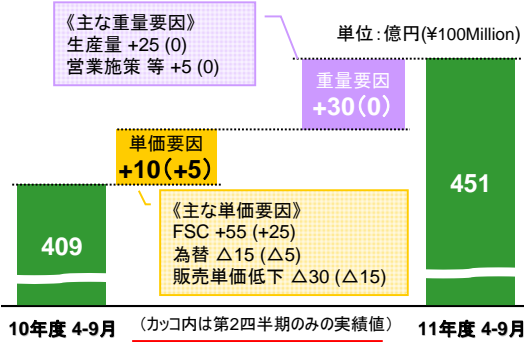 《主な重量要因》
生産量 +25 (0)
営業施策 等 +5 (0)
単位：億円(¥100Million)
重量要因
+30(0)
単価要因
+10(+5)
451
409
《主な単価要因》
FSC +55 (+25)
為替 △15 (△5)
販売単価低下 △30 (△15)
10年度 4-9月
（カッコ内は第2四半期のみの実績値）
11年度 4-9月